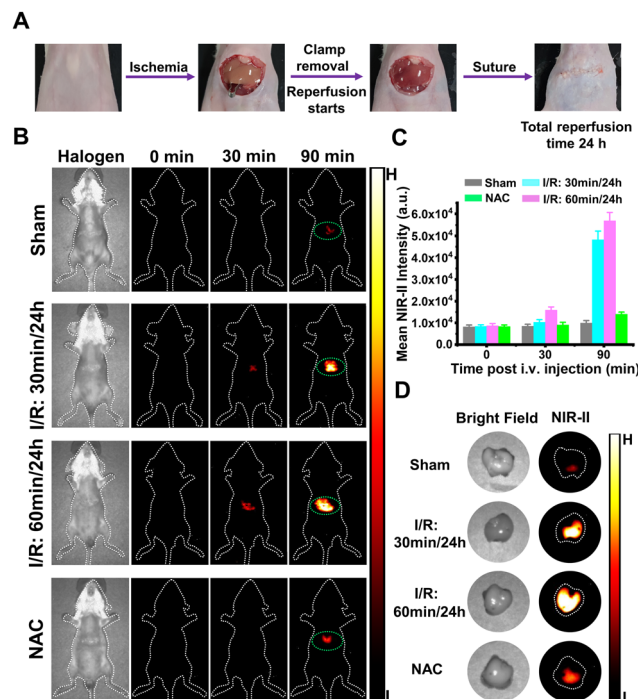 A
Ischemia
Clamp
removal
Reperfusion
starts
Suture
Total reperfusion
time 24 h
B
Halogen 0 min 30 min 90 min
H
Sham
I/R: 30min/24h
I/R: 60min/24h
NAC
L
C
Sham I/R: 30min/24 h
NAC I/R: 60min/24 h
Mean NIR-II Intensity (a.u.)
6.0x10⁴
5.0x10⁴
4.0x10⁴
3.0x10⁴
2.0x10⁴
1.0x10⁴
0.0
0 30 90
Time post i.v. injection (min)
D
Bright Field NIR-II
H
Sham
I/R:
30min/24h
I/R:
60min/24h
NAC
L